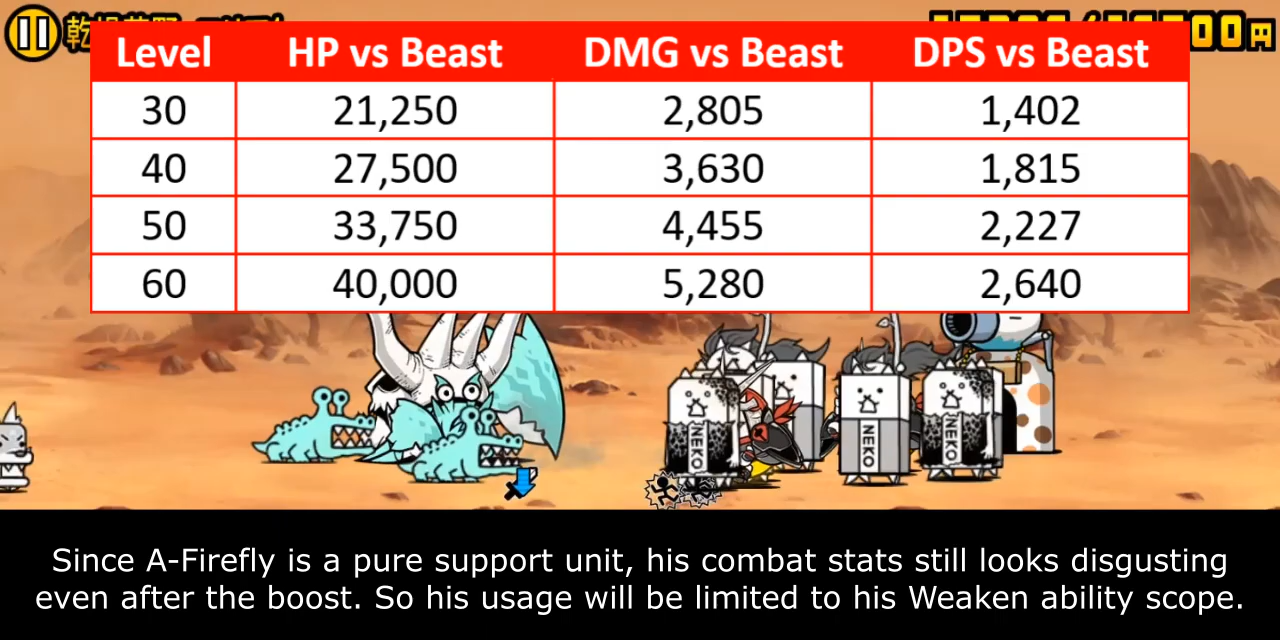 Level HP vs Beast DMG vs Beast DPS vs Beast
30 21,250 2,805 1,402
40 27,500 3,630 1,815
50 33,750 4,455 2,227
60 40,000 5,280 2,640
NEKO NEKO NEKO
Since A-Firefly is a pure support unit, his combat stats still looks disgusting
even after the boost. So his usage will be limited to his Weaken ability scope.